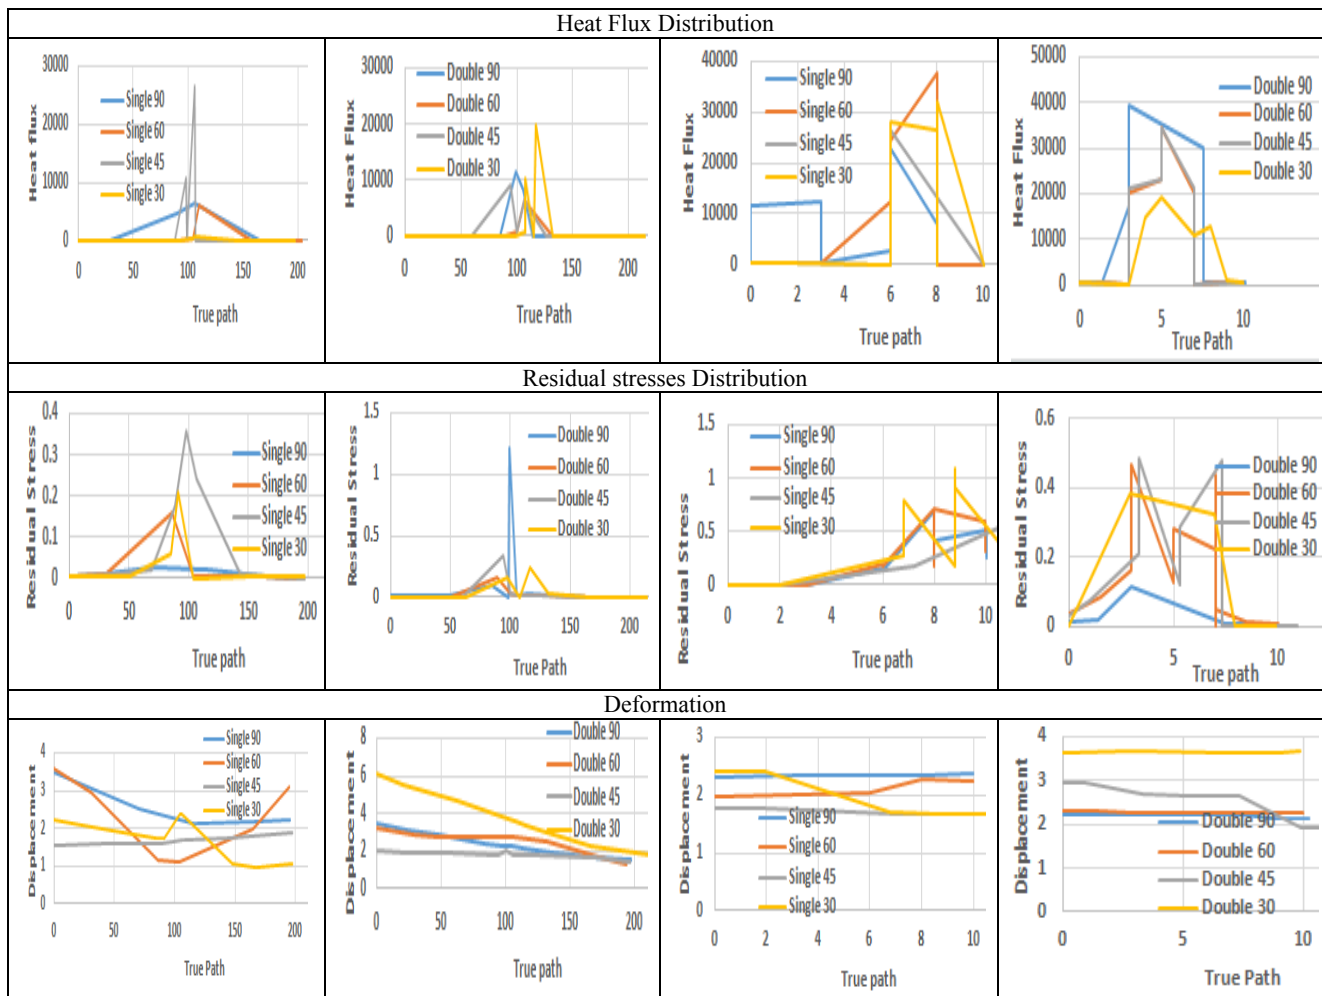 Heat Flux Distribution
Heat flux
30000
20000
10000
0
Single 90
Single 60
Single 45
Single 30
0 50 100 150 200
True path
Heat Flux
30000
20000
10000
0
Double 90
Double 60
Double 45
Double 30
0 50 100 150 200
True Path
Heat Flux
40000
30000
20000
10000
0
Single 90
Single 60
Single 45
Single 30
0 2 4 6 8 10
True path
Heat Flux
50000
40000
30000
20000
10000
0
Double 90
Double 60
Double 45
Double 30
0 5 10
True Path
Residual stresses Distribution
Residual Stress
0.4
0.3
0.2
0.1
0
Single 90
Single 60
Single 45
Single 30
0 50 100 150 200
True path
Residual Stress
1.5
1
0.5
0
Double 90
Double 60
Double 45
Double 30
0 50 100 150 200
True Path
Residual Stress
1.5
1
0.5
0
Single 90
Single 60
Single 45
Single 30
0 2 4 6 8 10
True path
Residual Stress
0.6
0.4
0.2
0
Double 90
Double 60
Double 45
Double 30
0 5 10
True path
Deformation
Displacement
4
3
2
1
0
Single 90
Single 60
Single 45
Single 30
0 50 100 150 200
True Path
Displacement
8
6
4
2
0
Double 90
Double 60
Double 45
Double 30
0 50 100 150 200
True path
Displacement
3
2
1
0
Single 90
Single 60
Single 45
Single 30
0 2 4 6 8 10
True path
Displacement
4
3
2
1
0
Double 90
Double 60
Double 45
Double 30
0 5 10
True Path